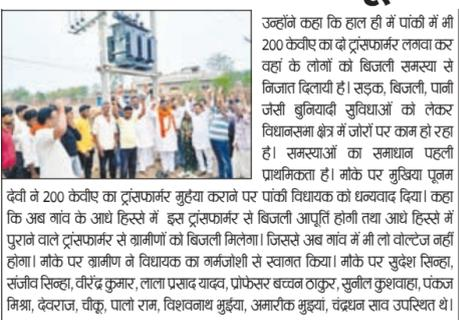 उन्होंने कहा कि हाल ही में पांकी में भी
200 केवीए का दो ट्रांसफार्मर लगवा कर
वहां के लोगों को बिजली समस्या से
निजात दिलायी है। सड़क, बिजली, पानी
जैसी बुनियादी सुविधाओं को लेकर
विधानसभा क्षेत्र में जोरों पर काम हो रहा
है। समस्याओं का समाधान पहली
प्राथमिकता है। मौके पर मुखिया पूनम
देवी ने 200 केवीए का ट्रांसफार्मर मुहैया कराने पर पांकी विधायक को धन्यवाद दिया। कहा
कि अब गांव के आधे हिस्से में इस ट्रांसफार्मर से बिजली आपूर्ति होगी तथा आधे हिस्से में
पुराने वाले ट्रांसफार्मर से ग्रामीणों को बिजली मिलेगा। जिससे अब गांव में भी लो वोल्टेज नहीं
होगा। मौके पर ग्रामीण ने विधायक का गर्मजोशी से स्वागत किया। मौके पर सुदेश सिन्हा,
संजीव सिन्हा, वीरेंद्र कुमार, लाला प्रसाद यादव, प्रोफेसर बच्चन ठाकुर, सुनील कुशवाहा, पंकज
मिश्रा, देवराज, चीकू, पालो राम, विशवनाथ भुईया, अमारीक भुइयां, चंद्रधन साव उपस्थित थे।